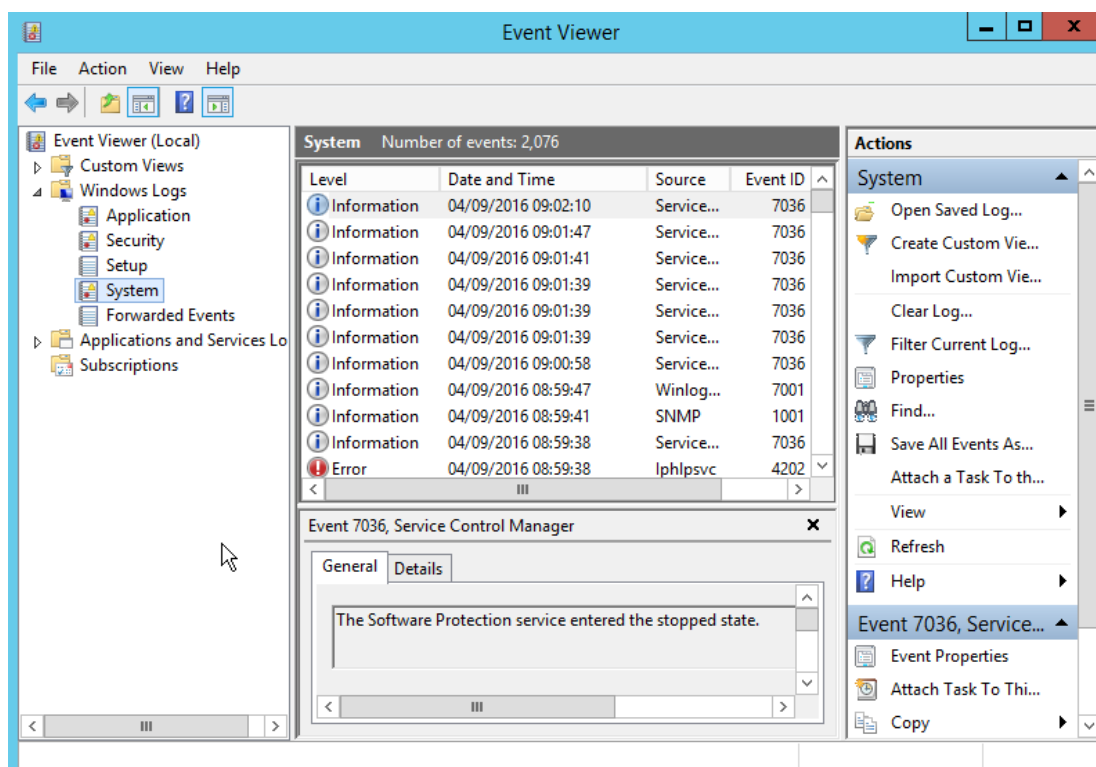 Event Viewer
File Action View Help
Event Viewer (Local)
Custom Views
Windows Logs
Application
Security
Setup
System
Forwarded Events
Applications and Services Lo
Subscriptions
System Number of events: 2,076
Level Date and Time Source Event ID
Information 04/09/2016 09:02:10 Service... 7036
Information 04/09/2016 09:01:47 Service... 7036
Information 04/09/2016 09:01:41 Service... 7036
Information 04/09/2016 09:01:39 Service... 7036
Information 04/09/2016 09:01:39 Service... 7036
Information 04/09/2016 09:01:39 Service... 7036
Information 04/09/2016 09:00:58 Service... 7036
Information 04/09/2016 08:59:47 Winlog... 7001
Information 04/09/2016 08:59:41 SNMP 1001
Information 04/09/2016 08:59:38 Service... 7036
Error 04/09/2016 08:59:38 Iphlpsvc 4202
Event 7036, Service Control Manager
General Details
The Software Protection service entered the stopped state.
Actions
System
Open Saved Log...
Create Custom Vie...
Import Custom Vie...
Clear Log...
Filter Current Log...
Properties
Find...
Save All Events As...
Attach a Task To th...
View
Refresh
Help
Event 7036, Service...
Event Properties
Attach Task To Thi...
Copy